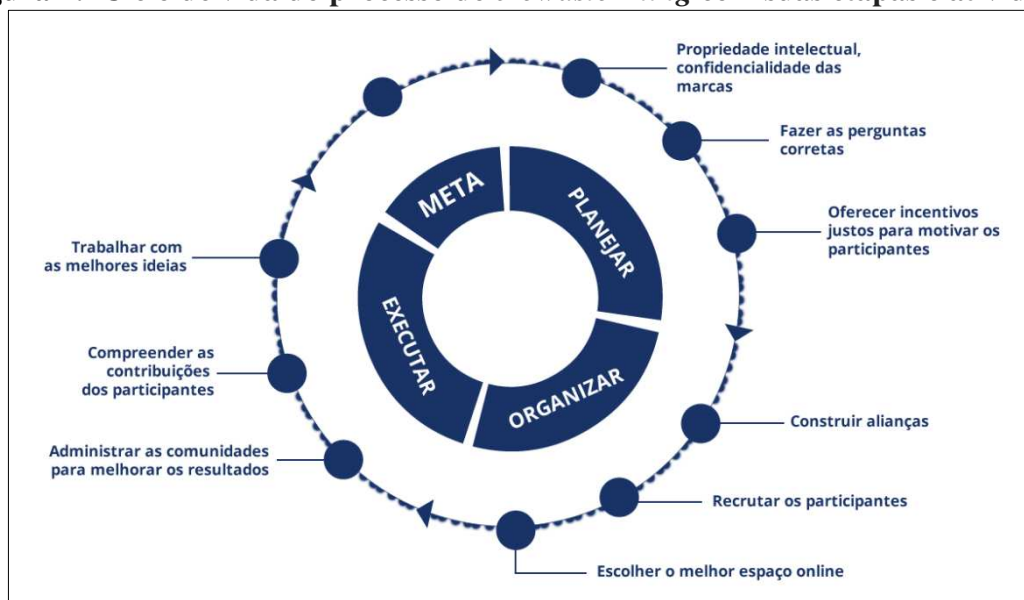 Propriedade intelectual,
confidencialidade das
marcas
Fazer as perguntas
corretas
META
PLANEJAR
Oferecer incentivos
justos para motivar os
participantes
Trabalhar com
as melhores ideias
EXECUTAR
Compreender as
contribuições
dos participantes
ORGANIZAR
Construir alianças
Administrar as comunidades
para melhorar os resultados
Recrutar os participantes
Escolher o melhor espaço online